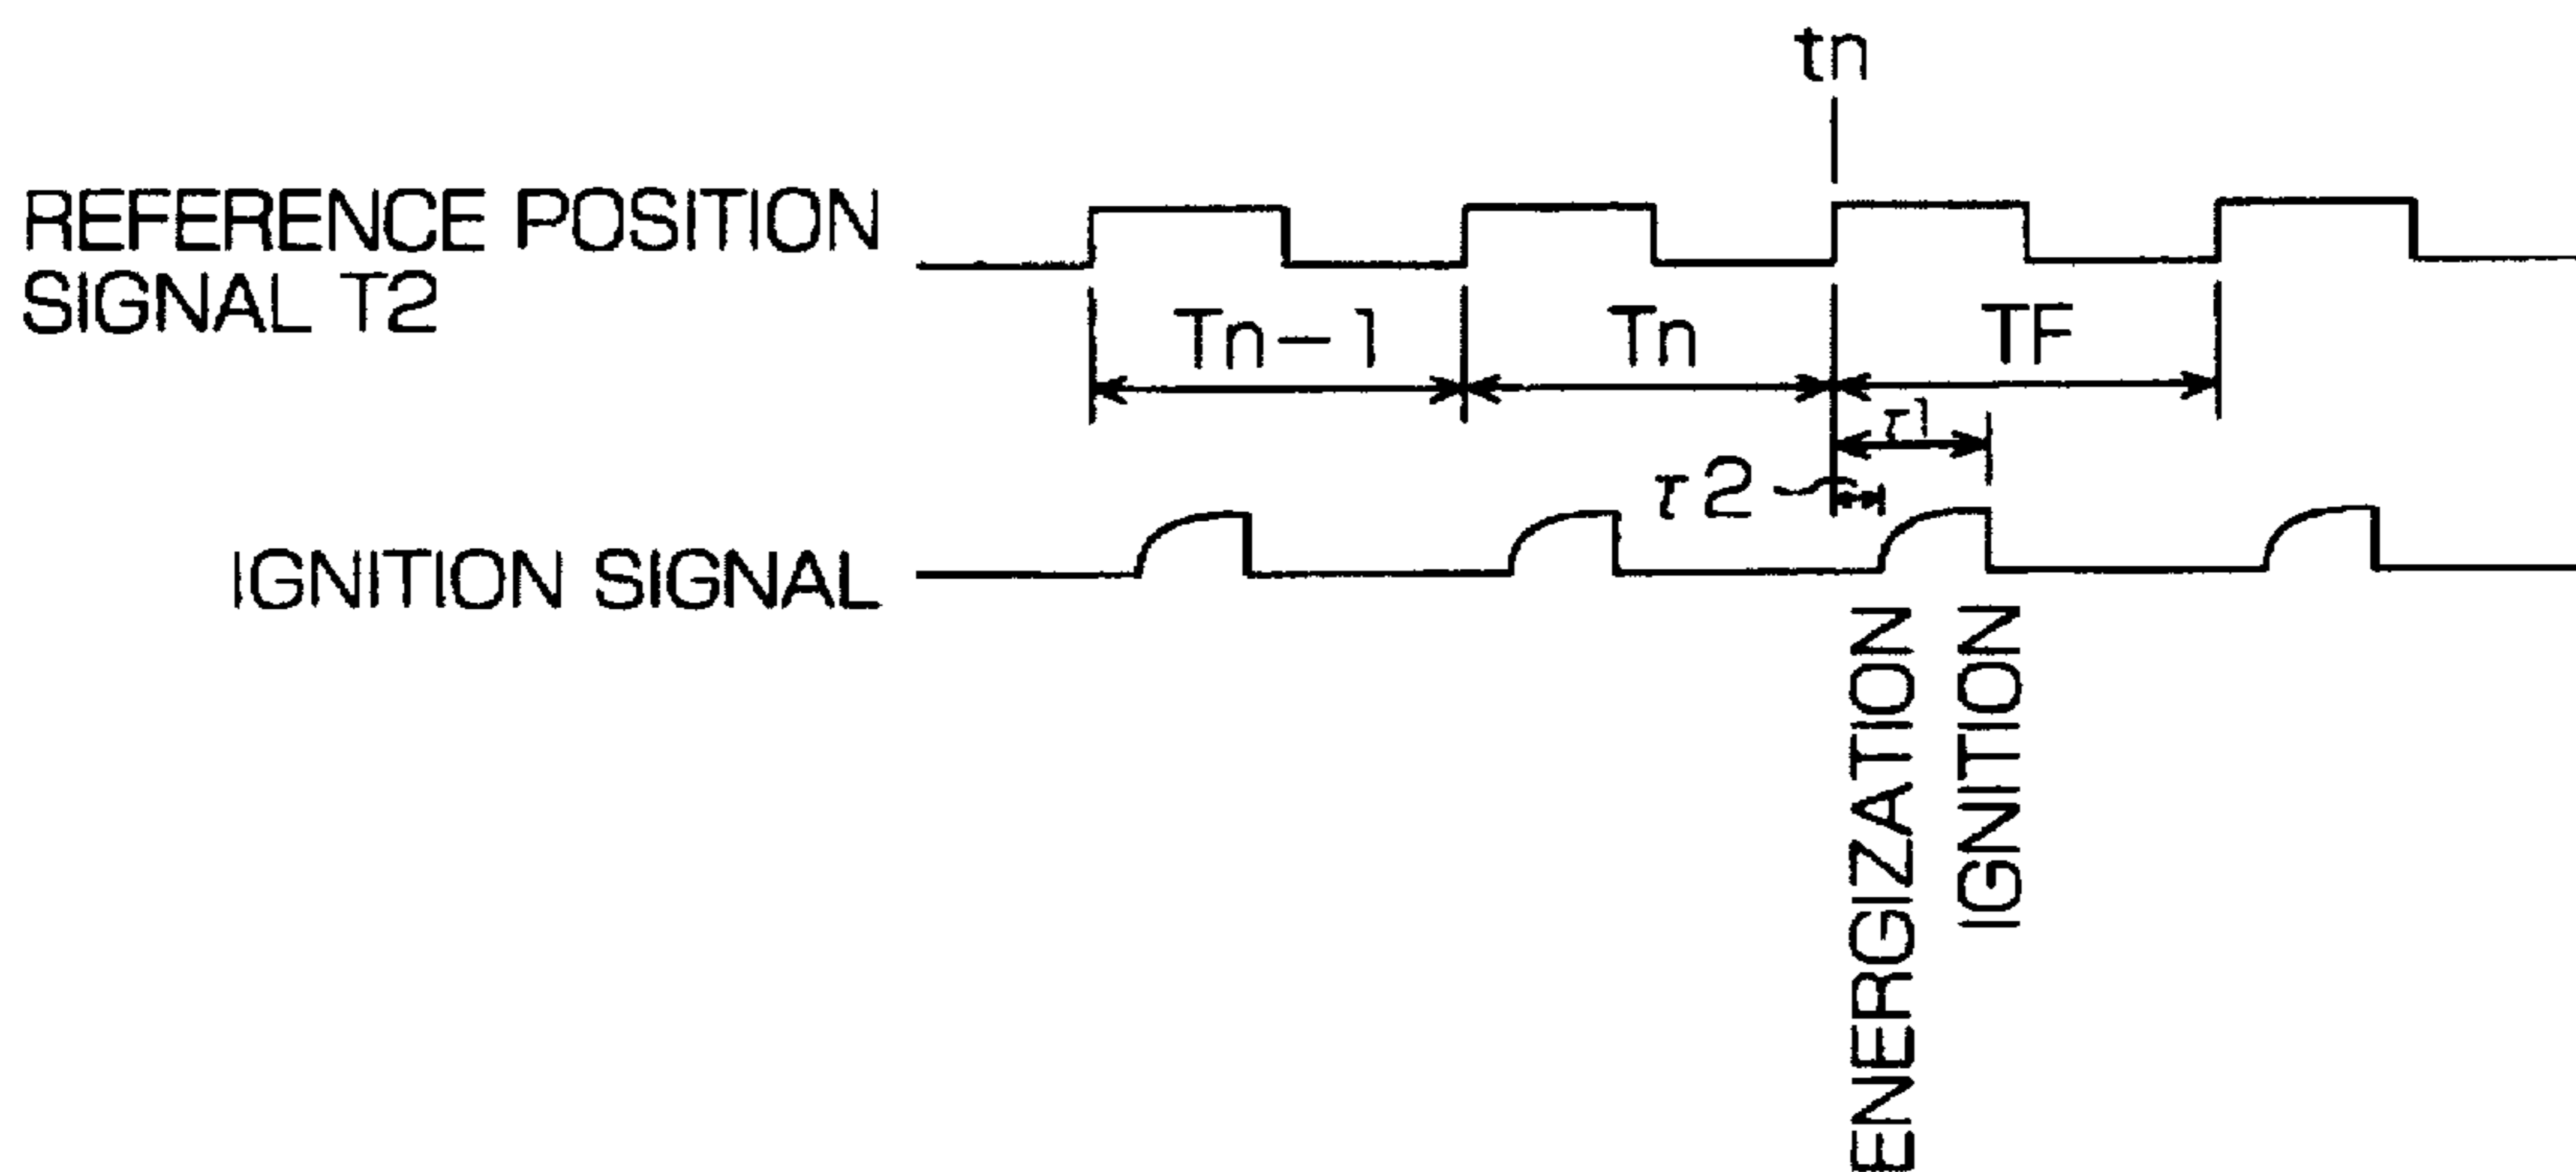 tn
REFERENCE POSITION
SIGNAL T2
Tn-1
Tn
TF
τ1
τ2
IGNITION SIGNAL
ENERGIZATION
IGNITION